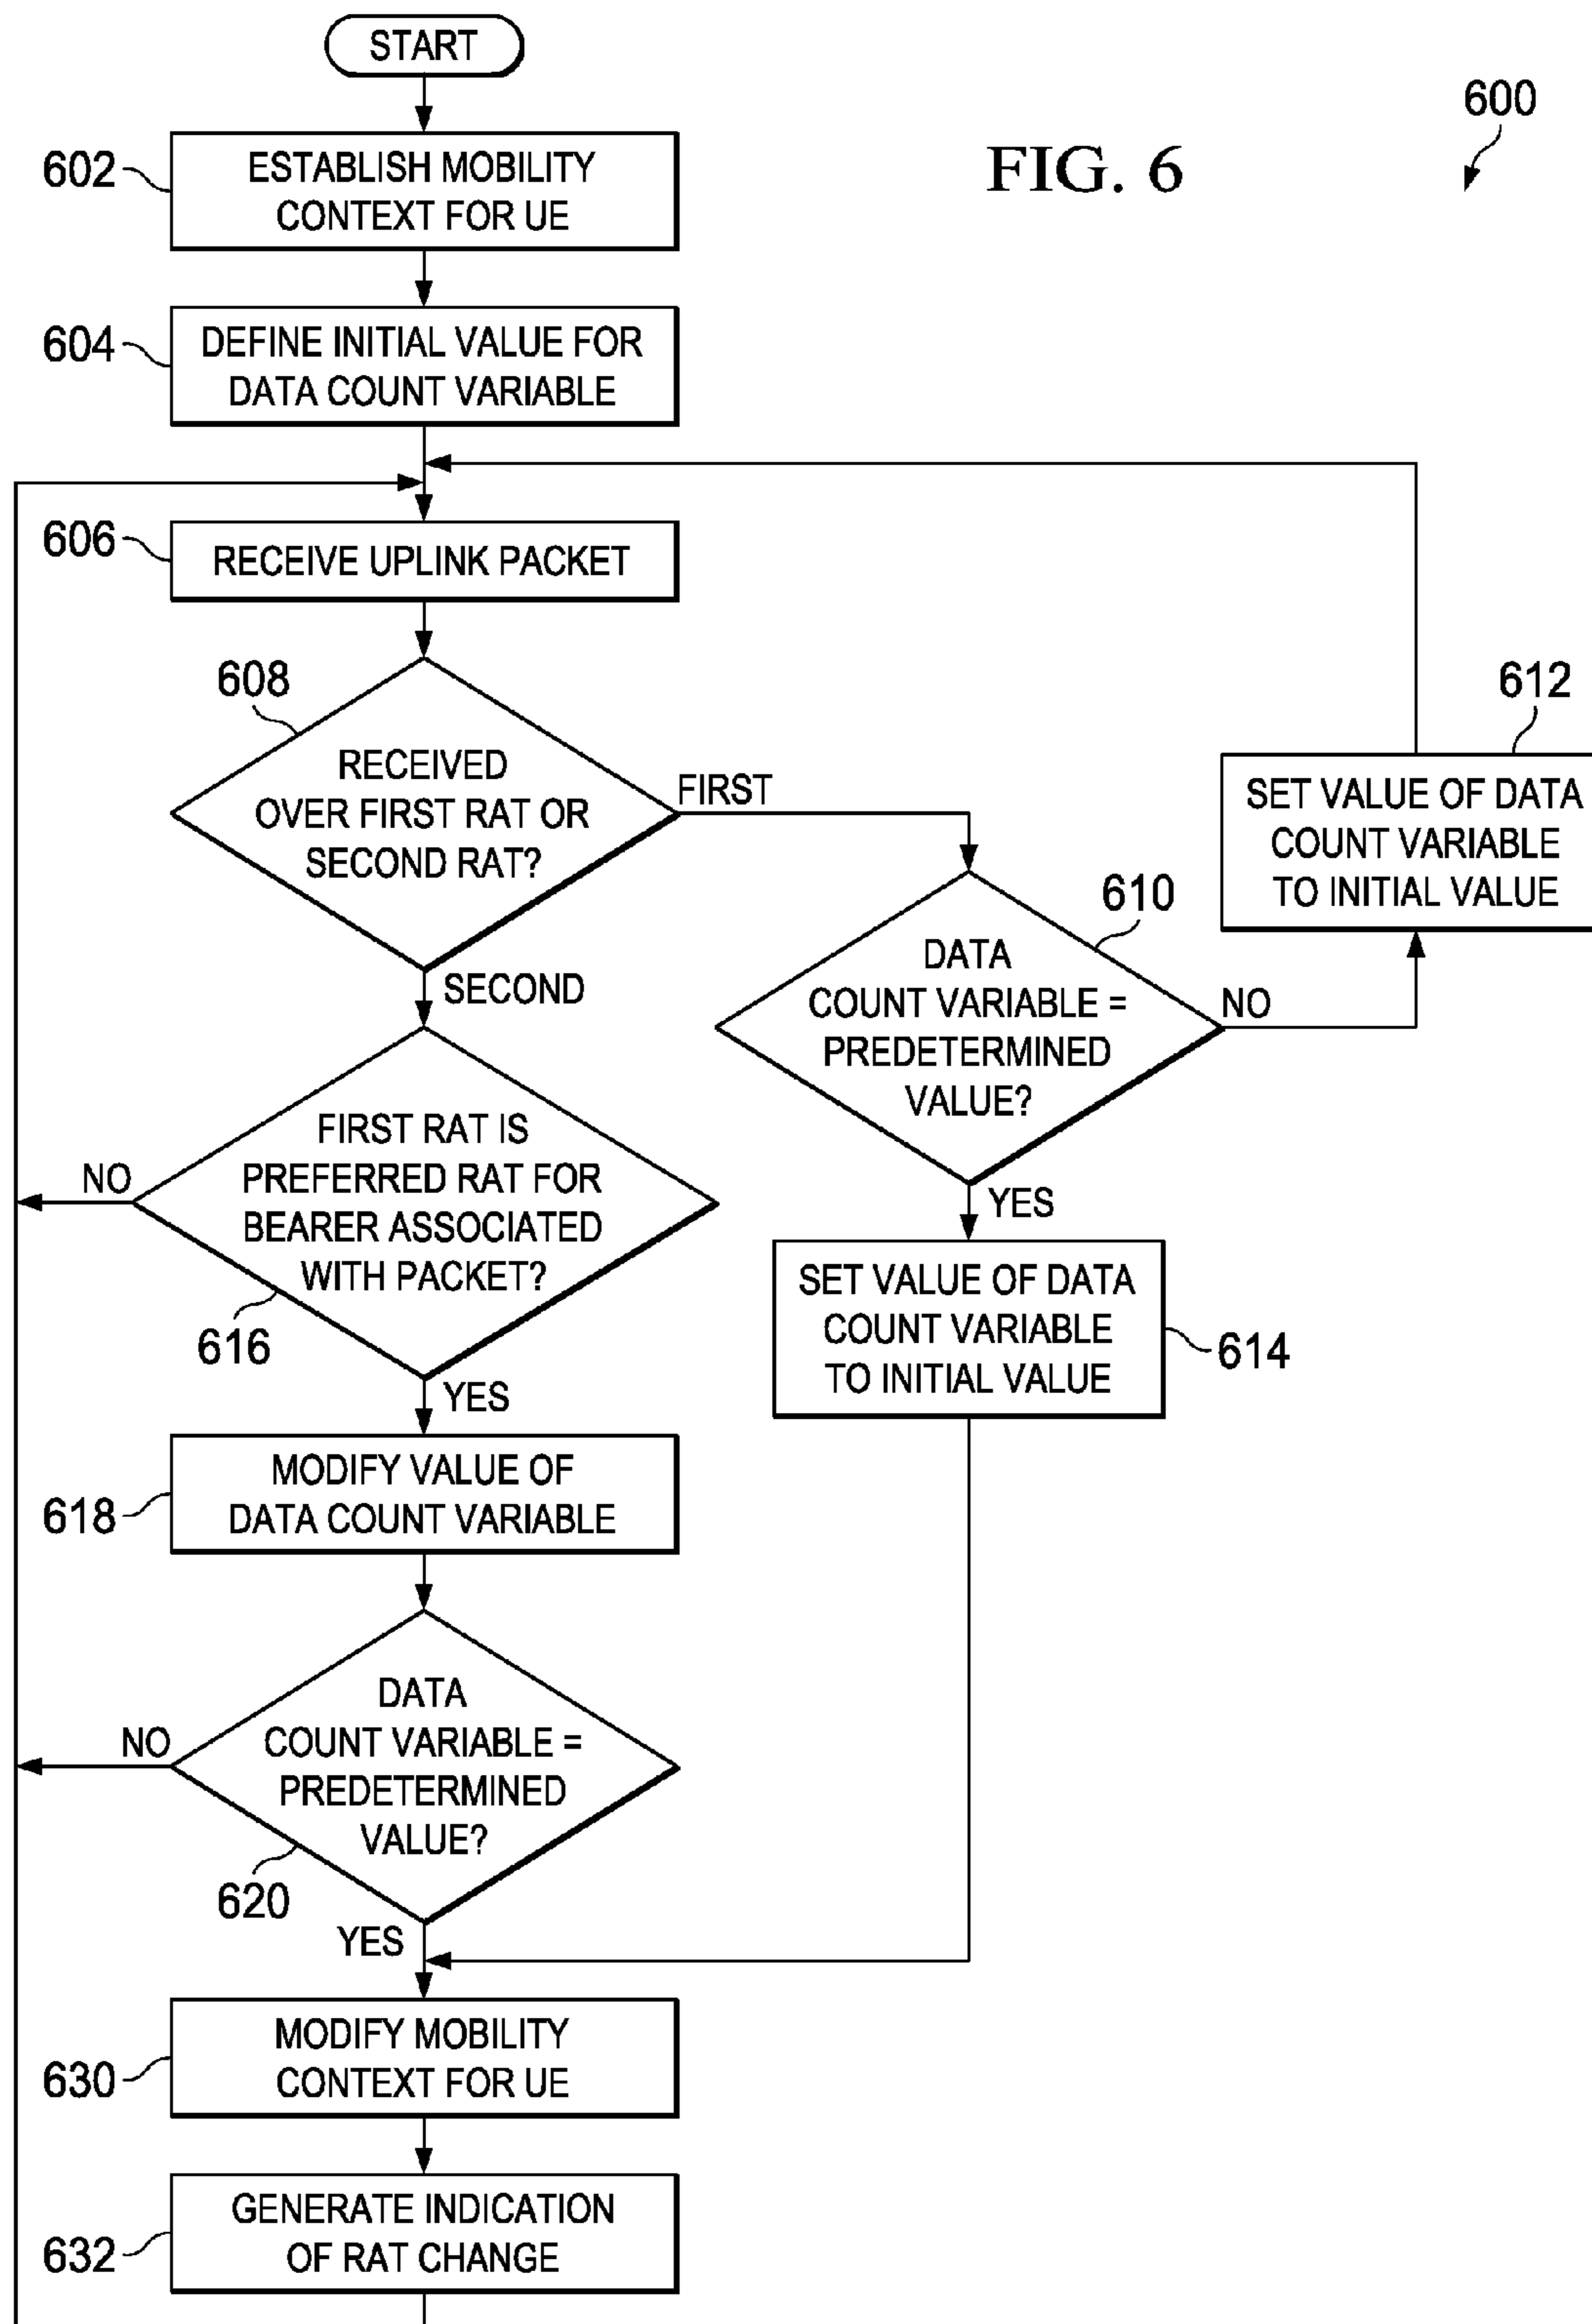 START
600
FIG. 6
602
ESTABLISH MOBILITY
CONTEXT FOR UE
604
DEFINE INITIAL VALUE FOR
DATA COUNT VARIABLE
606
RECEIVE UPLINK PACKET
608
RECEIVED
OVER FIRST RAT OR
SECOND RAT?
FIRST
SECOND
610
DATA
COUNT VARIABLE =
PREDETERMINED
VALUE?
NO
YES
612
SET VALUE OF DATA
COUNT VARIABLE
TO INITIAL VALUE
SET VALUE OF DATA
COUNT VARIABLE
TO INITIAL VALUE
614
FIRST RAT IS
PREFERRED RAT FOR
BEARER ASSOCIATED
WITH PACKET?
NO
616
YES
618
MODIFY VALUE OF
DATA COUNT VARIABLE
DATA
COUNT VARIABLE =
PREDETERMINED
VALUE?
NO
620
YES
630
MODIFY MOBILITY
CONTEXT FOR UE
632
GENERATE INDICATION
OF RAT CHANGE